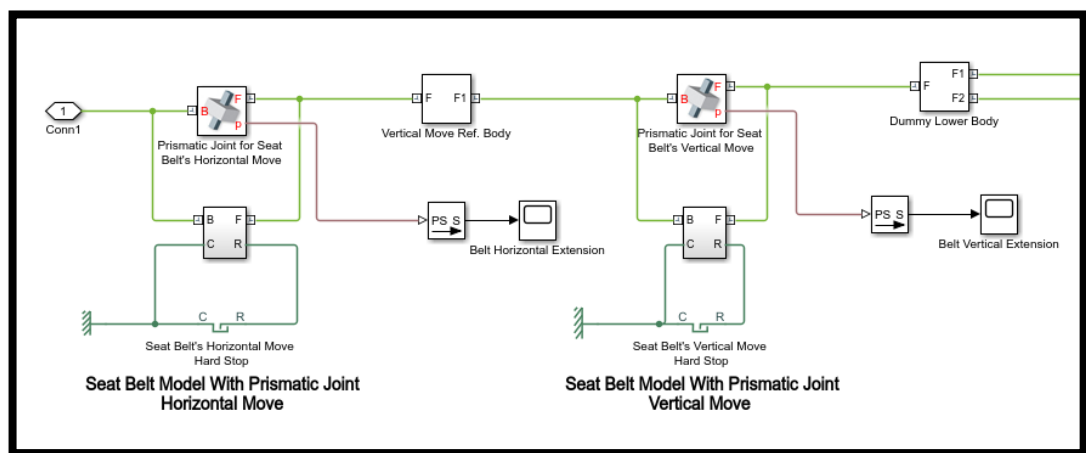 1
Conn1
B
F
p
Prismatic Joint for Seat
Belt's Horizontal Move
F
F1
Vertical Move Ref. Body
B
F
p
Prismatic Joint for Seat
Belt's Vertical Move
F
F1
F2
Dummy Lower Body
B
F
C
R
PS S
Belt Horizontal Extension
B
F
C
R
PS S
Belt Vertical Extension
C
R
Seat Belt's Horizontal Move
Hard Stop
C
R
Seat Belt's Vertical Move
Hard Stop
Seat Belt Model With Prismatic Joint
Horizontal Move
Seat Belt Model With Prismatic Joint
Vertical Move